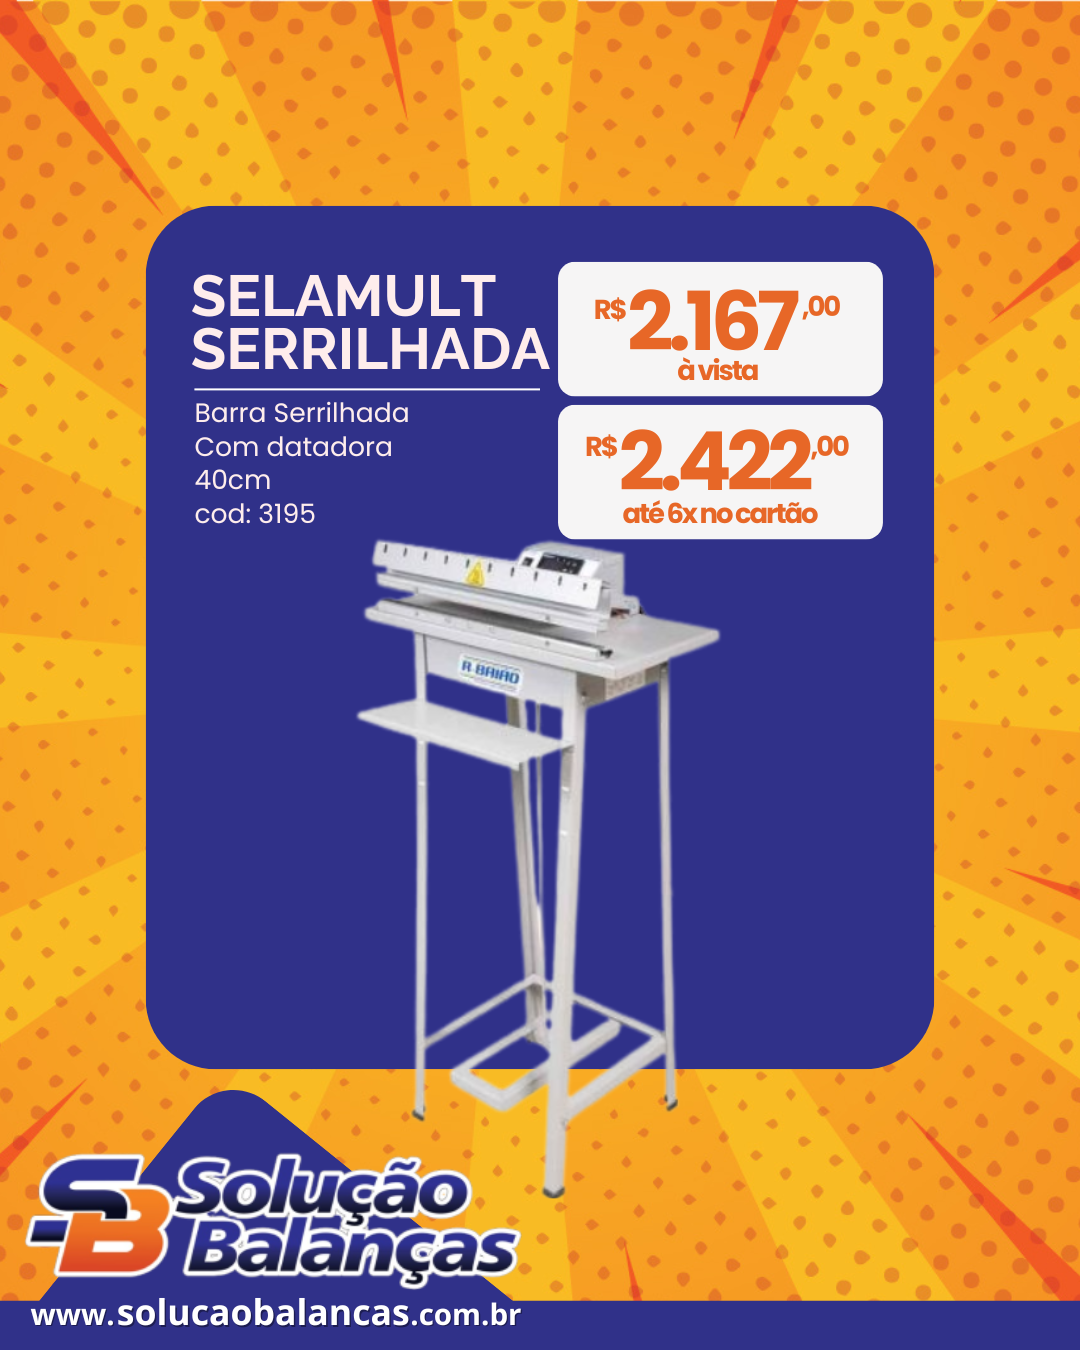 SELAMULT
SERRILHADA
Barra Serrilhada
Com datadora
40cm
cod: 3195
R$2.167,00
à vista
R$2.422,00
até 6x no cartão
R-BAIAO
SB Solução
Balanças
www.solucaobalancas.com.br